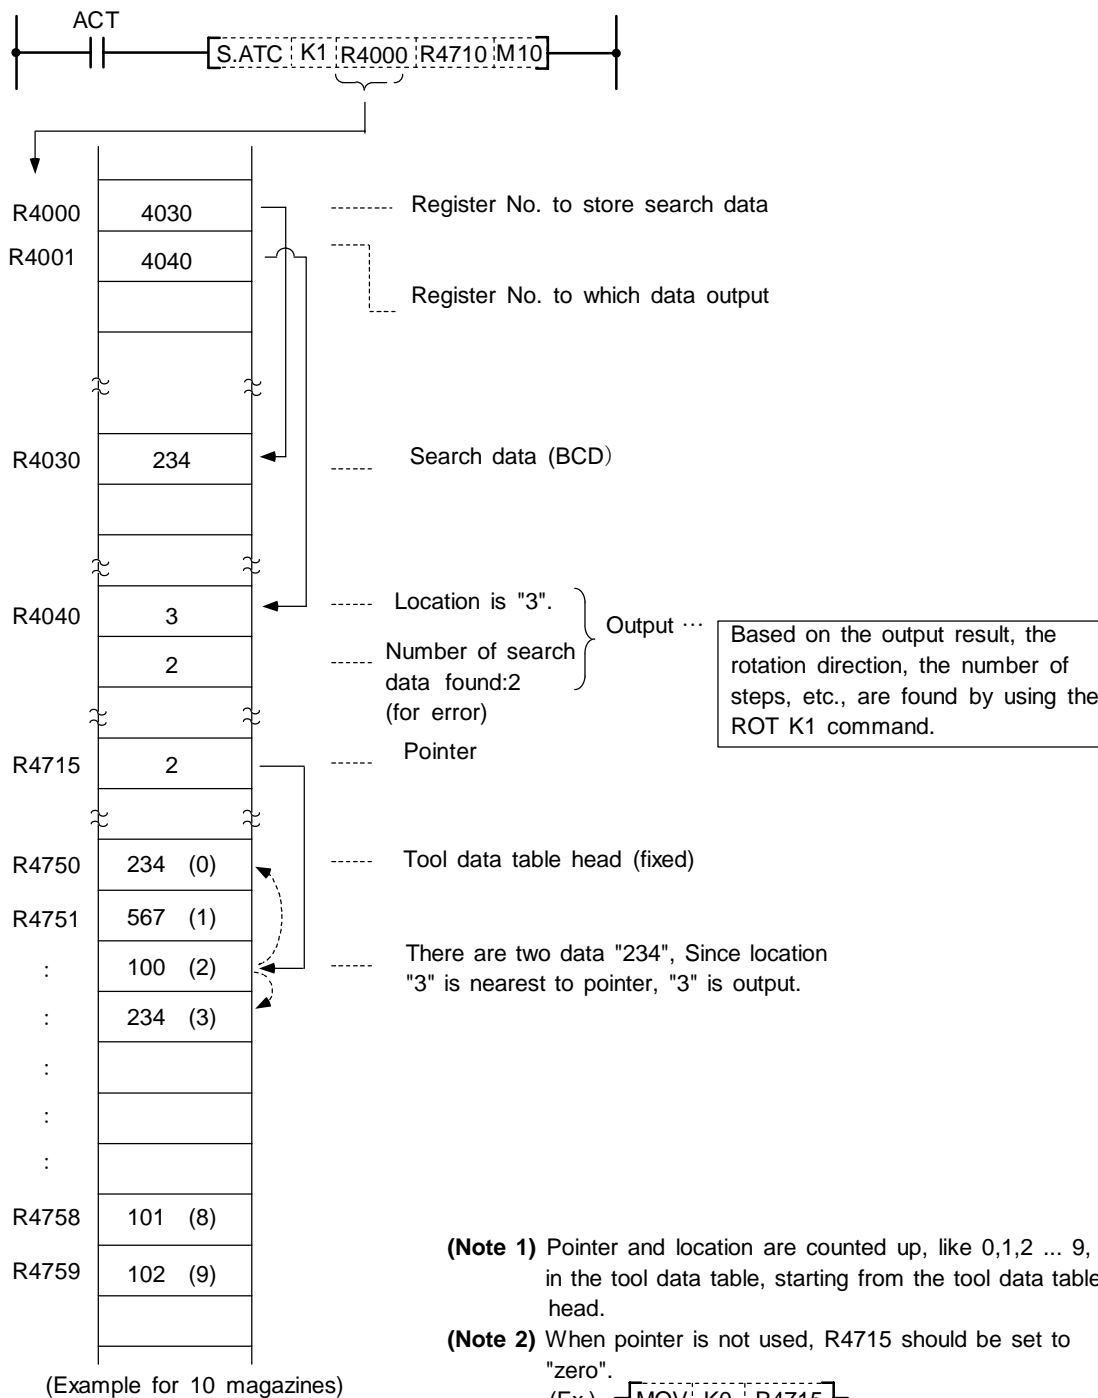 ACT
S.ATC K1 R4000 R4710 M10
R4000 4030 Register No. to store search data
R4001 4040
Register No. to which data output
R4030 234 Search data (BCD）
R4040 3 Location is "3".
Output ···
2 Number of search
data found:2
(for error)
Based on the output result, the
rotation direction, the number of
steps, etc., are found by using the
ROT K1 command.
R4715 2 Pointer
R4750 234 (0) Tool data table head (fixed)
R4751 567 (1)
: 100 (2) There are two data "234", Since location
"3" is nearest to pointer, "3" is output.
: 234 (3)
:
:
:
R4758 101 (8)
R4759 102 (9)
(Example for 10 magazines)
(Note 1) Pointer and location are counted up, like 0,1,2 ... 9,
in the tool data table, starting from the tool data table
head.
(Note 2) When pointer is not used, R4715 should be set to
"zero".
(Ex.) MOV K0 R4715